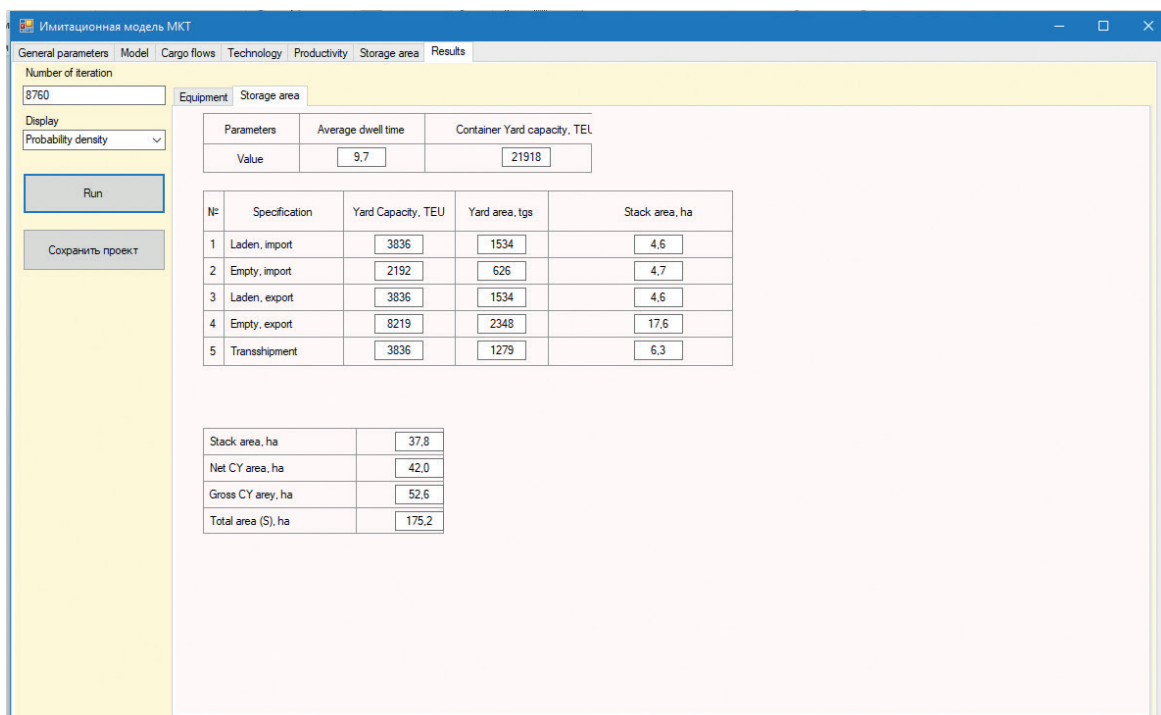 Имитационная модель МКТ
General parameters Model Cargo flows Technology Productivity Storage area Results
Number of iteration
8760
Display
Probability density
Run
Сохранить проект
Equipment Storage area
Parameters Average dwell time Container Yard capacity, TEU
Value 9,7 21918
№ Specification Yard Capacity, TEU Yard area, tgs Stack area, ha
1 Laden, import 3836 1534 4,6
2 Empty, import 2192 626 4,7
3 Laden, export 3836 1534 4,6
4 Empty, export 8219 2348 17,6
5 Transshipment 3836 1279 6,3
Stack area, ha 37,8
Net CY area, ha 42,0
Gross CY arey, ha 52,6
Total area (S), ha 175,2